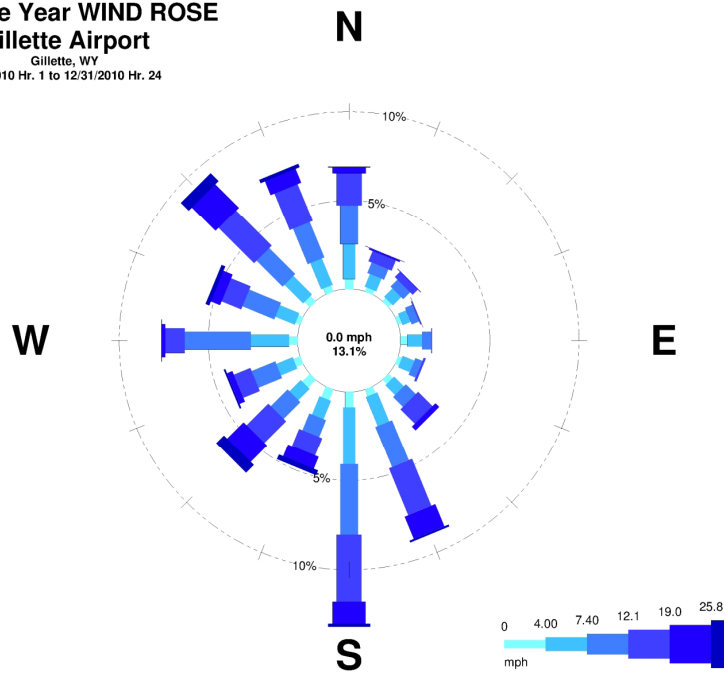 e Year WIND ROSE
illette Airport
Gillette, WY
010 Hr. 1 to 12/31/2010 Hr. 24
N
10%
5%
W
0.0 mph
13.1%
E
5%
10%
S
0 4.00 7.40 12.1 19.0 25.8
mph